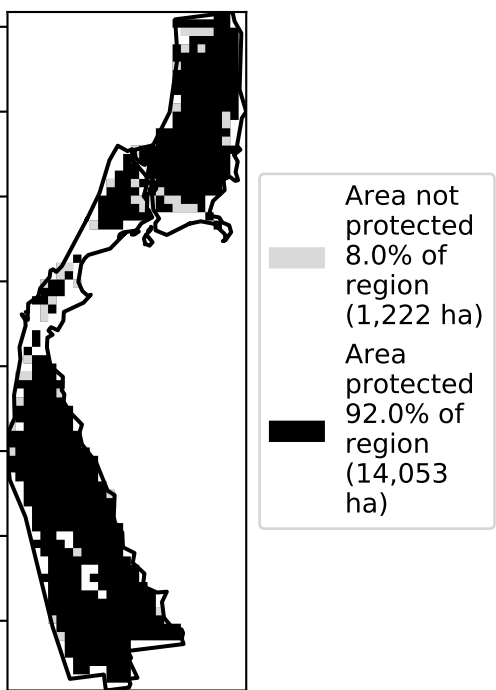 Area not
protected
8.0% of
region
(1,222 ha)
Area
protected
92.0% of
region
(14,053
ha)